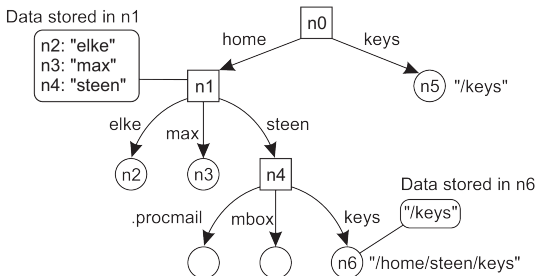 Data stored in n1
n0
n2: "elke"
n3: "max"
n4: "steen"
home
keys
n1
n5
"/keys"
elke
max
steen
n2
n3
n4
Data stored in n6
"/keys"
.procmail
mbox
keys
n6
"/home/steen/keys"